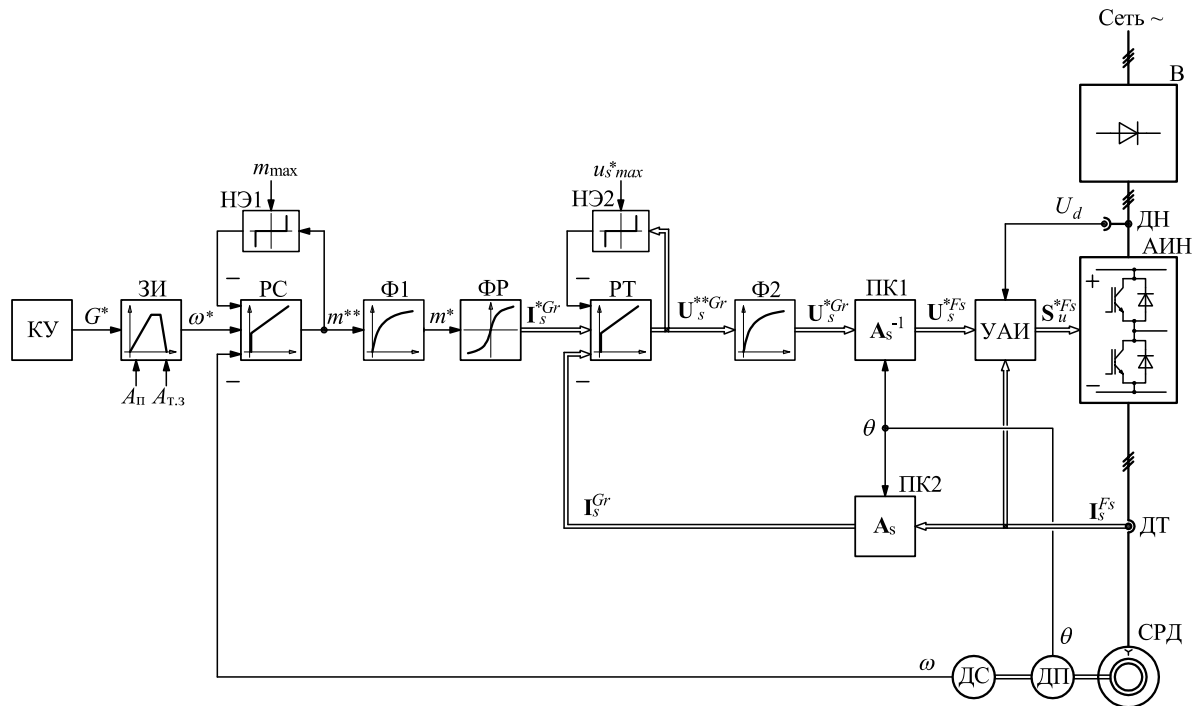 Сеть ~
В
m_max
u_s^*_max
НЭ1
НЭ2
U_d
ДН
АИН
ЗИ
РС
Ф1
ФР
РТ
Ф2
ПК1
КУ
G*
ω*
m**
m*
I_s^{*Gr}
U_s^{**Gr}
U_s^{*Gr}
A_s^{-1}
U_s^{*Fs}
УАИ
S_u^{*Fs}
+
−
−
−
−
−
A_п
A_т.з
θ
ПК2
I_s^{Gr}
A_s
I_s^{Fs}
ДТ
СРД
θ
ω
ДС
ДП